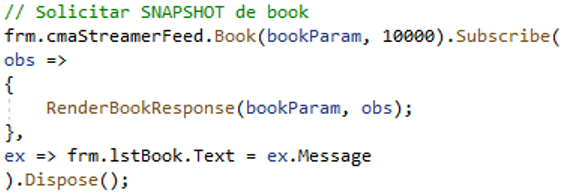 // Solicitar SNAPSHOT de book
frm.cmaStreamerFeed.Book(bookParam, 10000).Subscribe(
obs =>
{
    RenderBookResponse(bookParam, obs);
},
ex => frm.lstBook.Text = ex.Message
).Dispose();